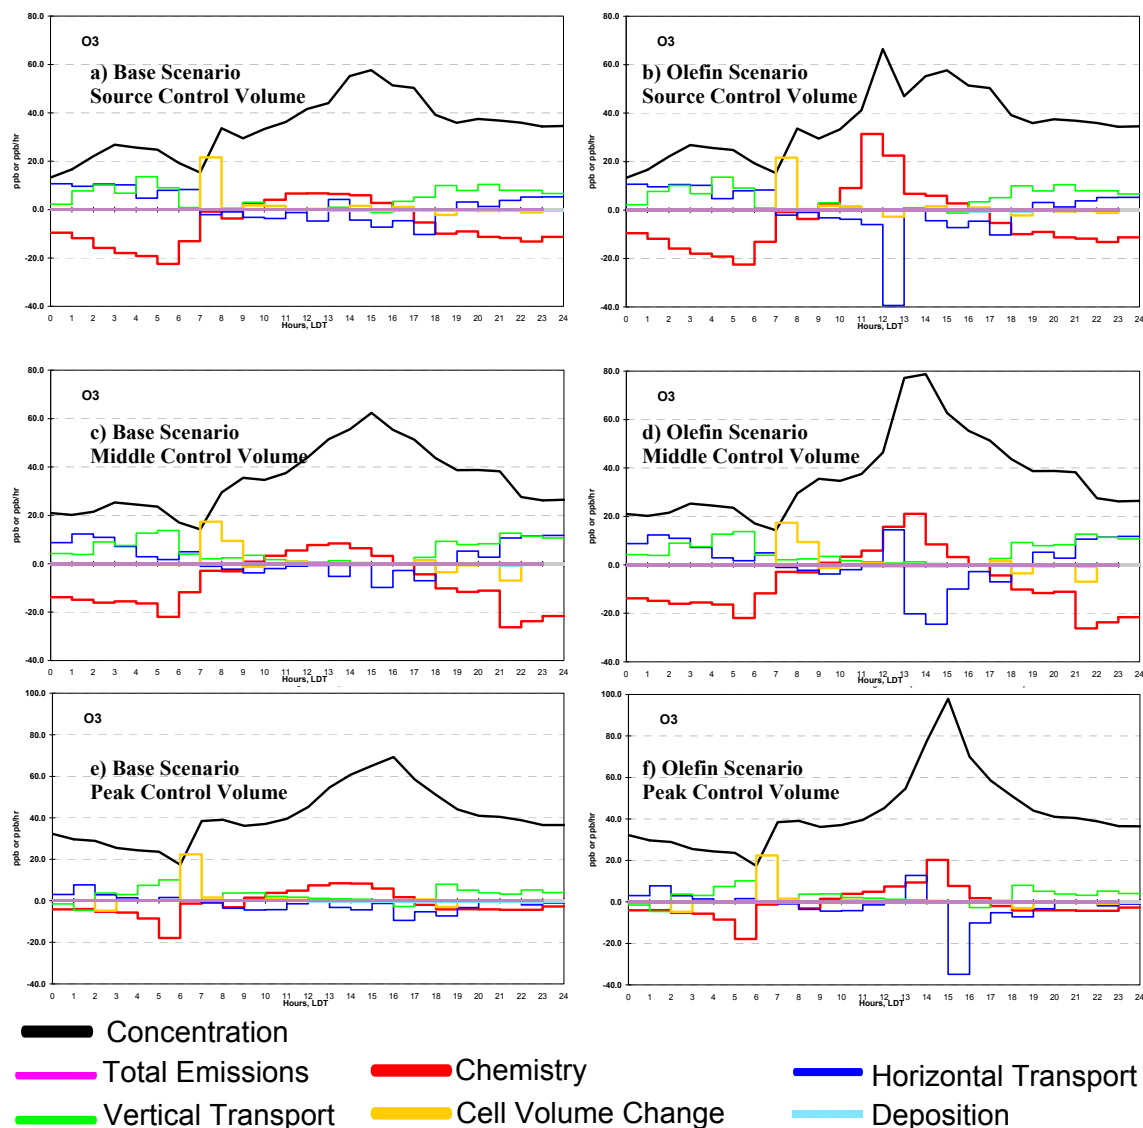 80.0
60.0
40.0
20.0
0.0
-20.0
-40.0
ppb or ppb/hr
O3
a) Base Scenario
Source Control Volume
0 1 2 3 4 5 6 7 8 9 10 11 12 13 14 15 16 17 18 19 20 21 22 23 24
Hours, LDT
80.0
60.0
40.0
20.0
0.0
-20.0
-40.0
ppb or ppb/hr
O3
b) Olefin Scenario
Source Control Volume
0 1 2 3 4 5 6 7 8 9 10 11 12 13 14 15 16 17 18 19 20 21 22 23 24
Hours, LDT
80.0
60.0
40.0
20.0
0.0
-20.0
-40.0
ppb or ppb/hr
O3
c) Base Scenario
Middle Control Volume
0 1 2 3 4 5 6 7 8 9 10 11 12 13 14 15 16 17 18 19 20 21 22 23 24
Hours, LDT
80.0
60.0
40.0
20.0
0.0
-20.0
-40.0
ppb or ppb/hr
O3
d) Olefin Scenario
Middle Control Volume
0 1 2 3 4 5 6 7 8 9 10 11 12 13 14 15 16 17 18 19 20 21 22 23 24
Hours, LDT
100.0
80.0
60.0
40.0
20.0
0.0
-20.0
-40.0
ppb or ppb/hr
O3
e) Base Scenario
Peak Control Volume
0 1 2 3 4 5 6 7 8 9 10 11 12 13 14 15 16 17 18 19 20 21 22 23 24
Hours, LDT
100.0
80.0
60.0
40.0
20.0
0.0
-20.0
-40.0
ppb or ppb/hr
O3
f) Olefin Scenario
Peak Control Volume
0 1 2 3 4 5 6 7 8 9 10 11 12 13 14 15 16 17 18 19 20 21 22 23 24
Hours, LDT
Concentration
Total Emissions Chemistry Horizontal Transport
Vertical Transport Cell Volume Change Deposition